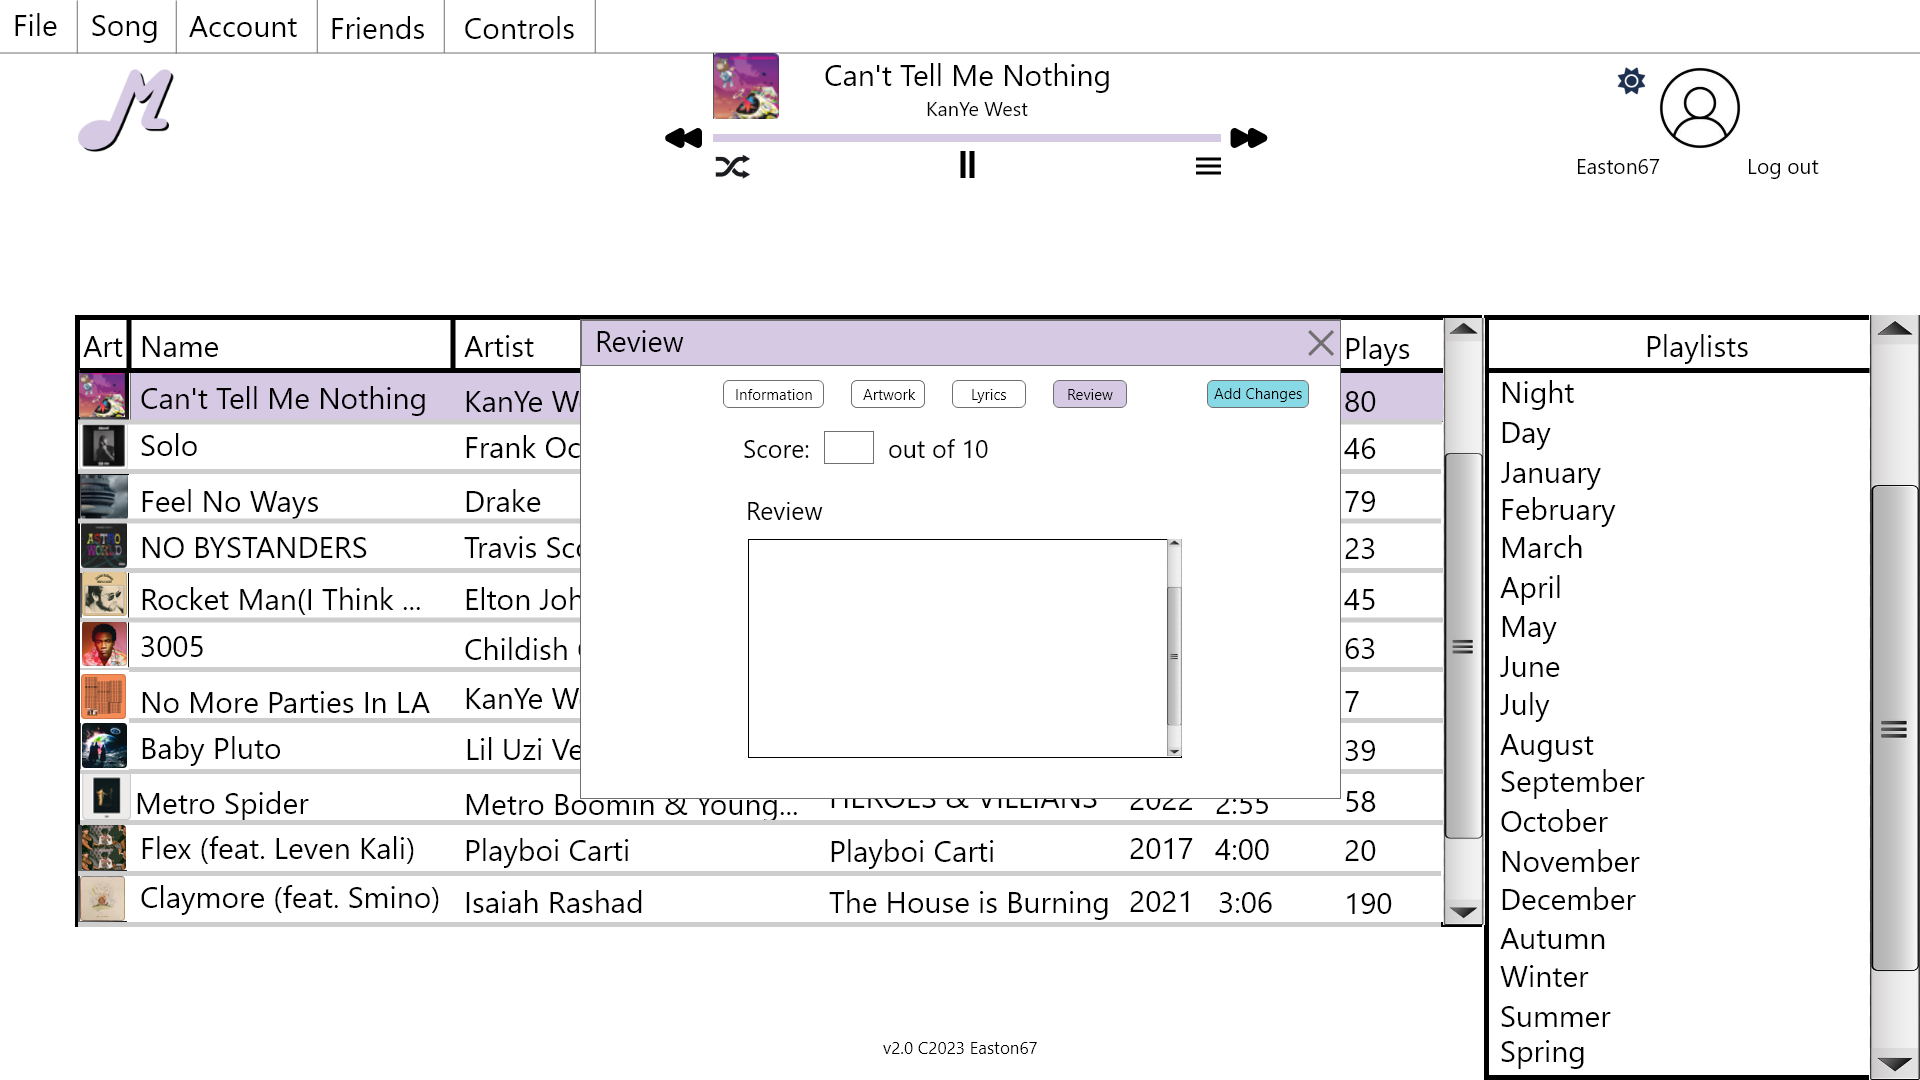 File Song Account Friends Controls
M
Can't Tell Me Nothing
KanYe West
Easton67 Log out
Art Name Artist Plays
Review
Information Artwork Lyrics Review Add Changes
Score: out of 10
Review
Can't Tell Me Nothing KanYe W 80
Solo Frank Oc 46
Feel No Ways Drake 79
NO BYSTANDERS Travis Sco 23
Rocket Man(I Think ... Elton Joh 45
3005 Childish 63
No More Parties In LA KanYe W 7
Baby Pluto Lil Uzi Ve 39
Metro Spider Metro Boomin & Young... HEROES & VILLIANS 2022 2:55 58
Flex (feat. Leven Kali) Playboi Carti Playboi Carti 2017 4:00 20
Claymore (feat. Smino) Isaiah Rashad The House is Burning 2021 3:06 190
Playlists
Night
Day
January
February
March
April
May
June
July
August
September
October
November
December
Autumn
Winter
Summer
Spring
v2.0 C2023 Easton67